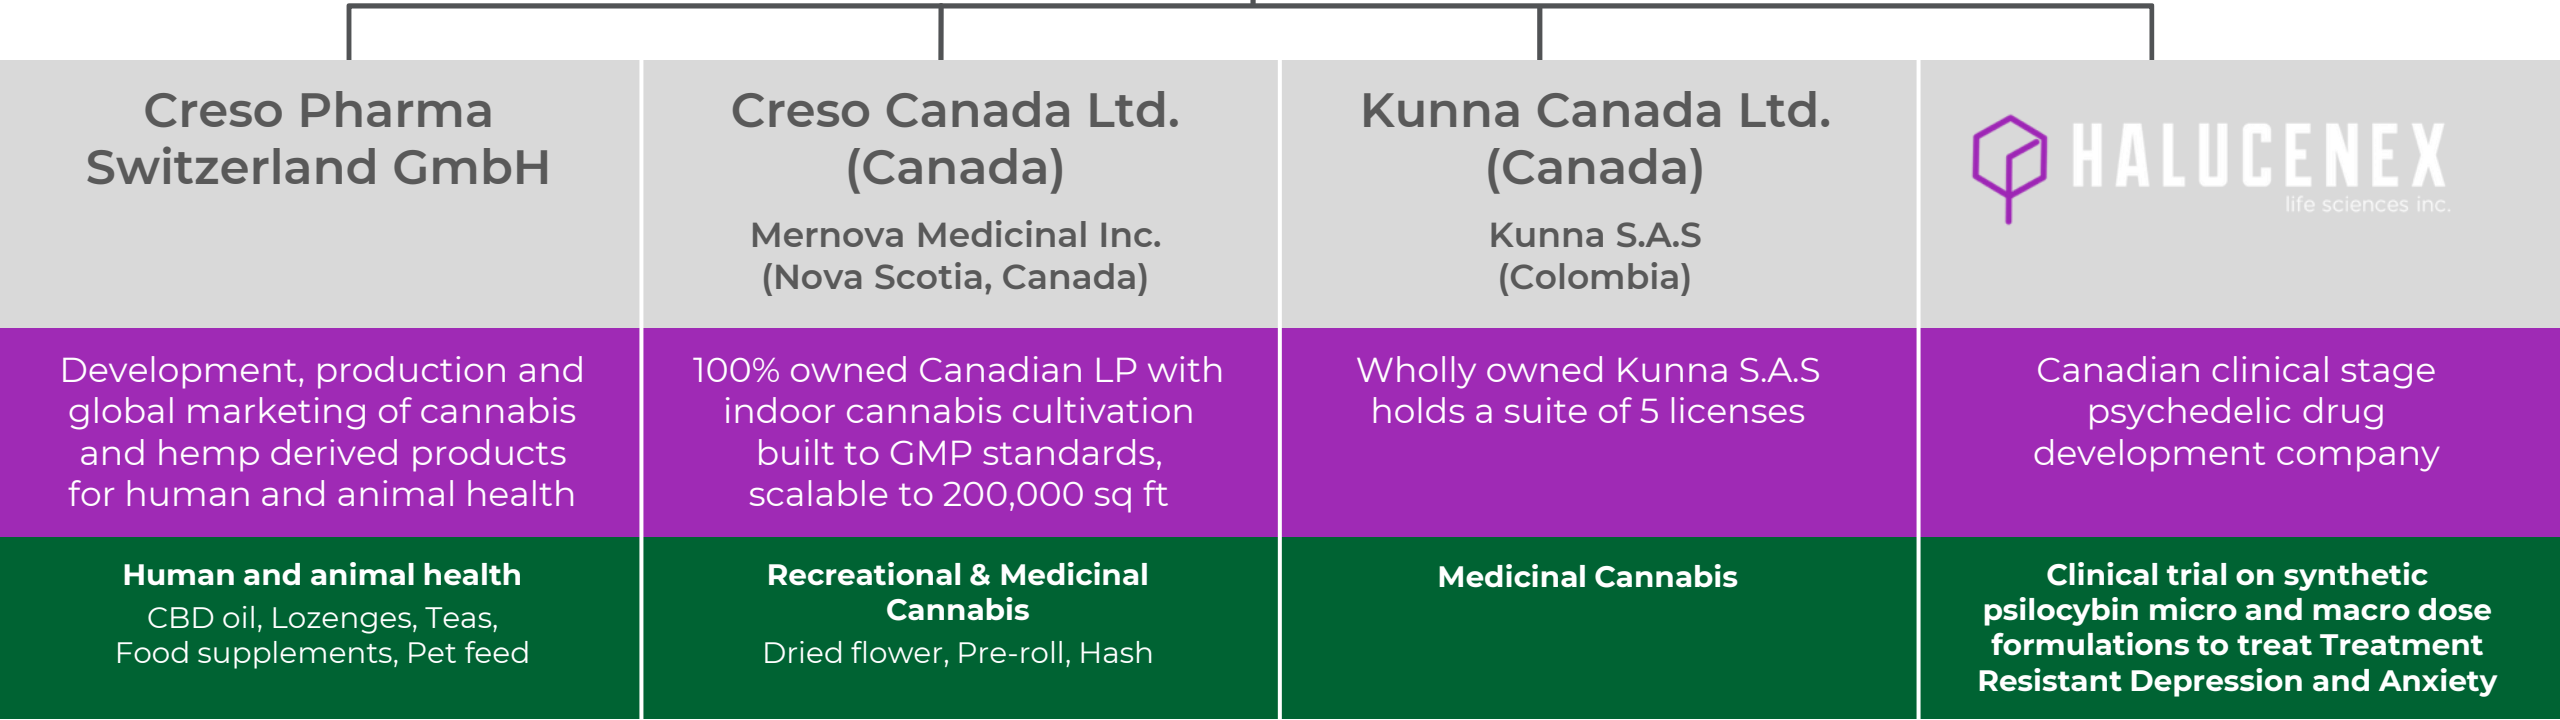 Creso Pharma
Switzerland GmbH
Creso Canada Ltd.
(Canada)
Mernova Medicinal Inc.
(Nova Scotia, Canada)
Kunna Canada Ltd.
(Canada)
Kunna S.A.S
(Colombia)
HALUCENEX
life sciences inc.
Development, production and
global marketing of cannabis
and hemp derived products
for human and animal health
100% owned Canadian LP with
indoor cannabis cultivation
built to GMP standards,
scalable to 200,000 sq ft
Wholly owned Kunna S.A.S
holds a suite of 5 licenses
Canadian clinical stage
psychedelic drug
development company
Human and animal health
CBD oil, Lozenges, Teas,
Food supplements, Pet feed
Recreational & Medicinal
Cannabis
Dried flower, Pre-roll, Hash
Medicinal Cannabis
Clinical trial on synthetic
psilocybin micro and macro dose
formulations to treat Treatment
Resistant Depression and Anxiety